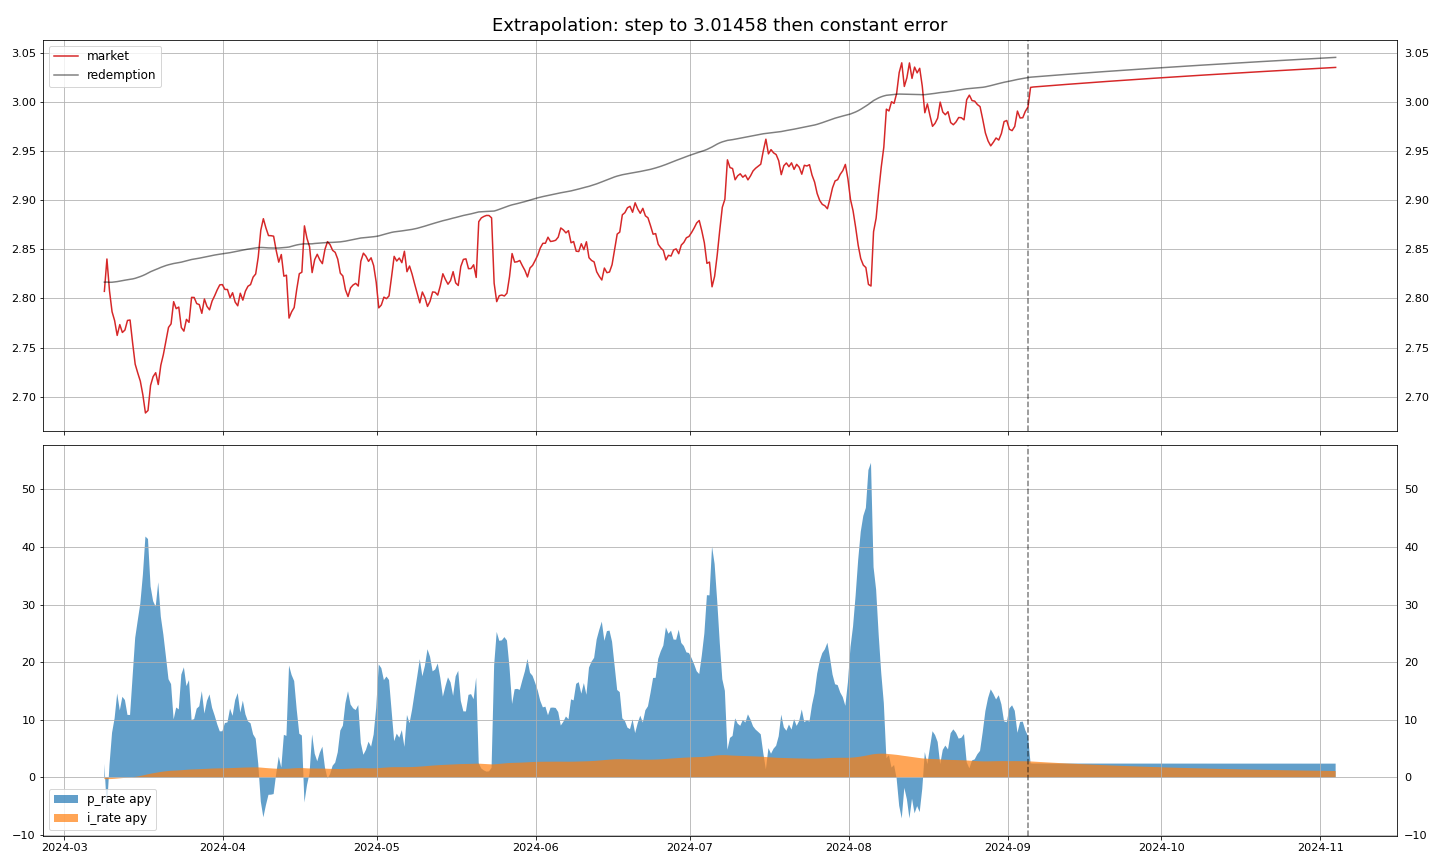 Extrapolation: step to 3.01458 then constant error
market
redemption
3.05 3.05
3.00 3.00
2.95 2.95
2.90 2.90
2.85 2.85
2.80 2.80
2.75 2.75
2.70 2.70
50 50
40 40
30 30
20 20
10 10
0 0
p_rate apy
i_rate apy
−10 −10
2024-03 2024-04 2024-05 2024-06 2024-07 2024-08 2024-09 2024-10 2024-11